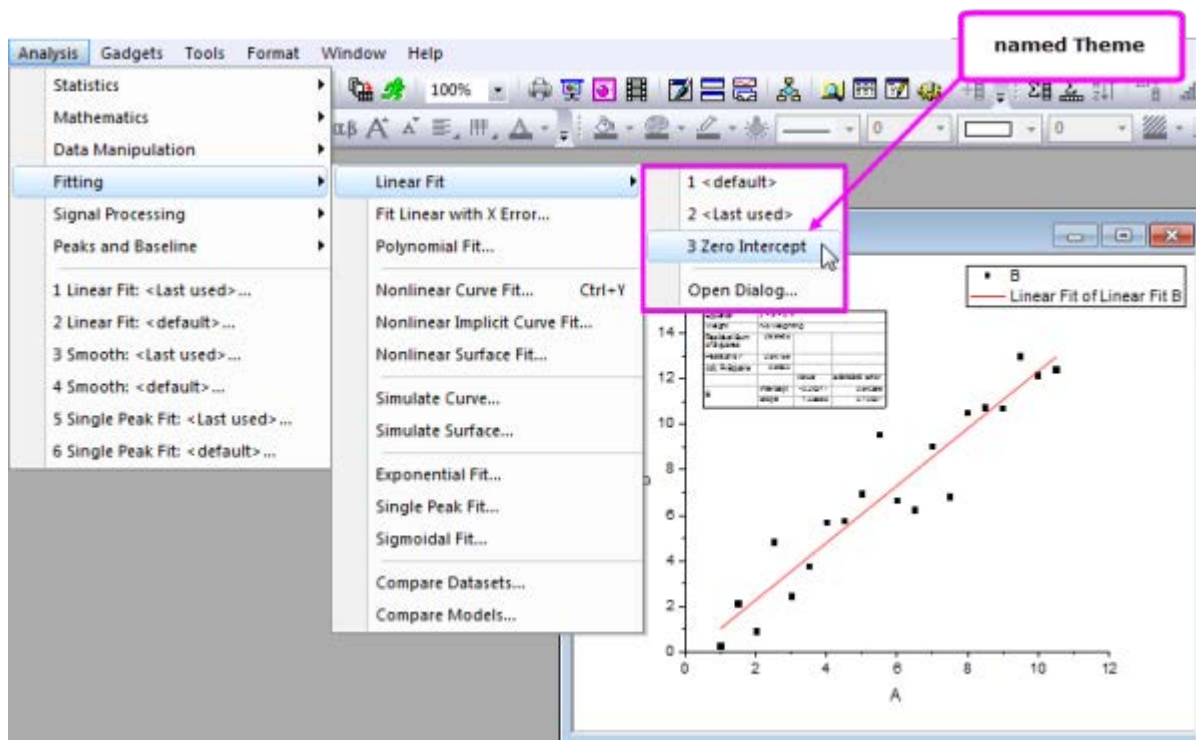 named Theme
Analysis Gadgets Tools Format Window Help
100%
0
0
Statistics
Mathematics
Data Manipulation
Fitting
Signal Processing
Peaks and Baseline
1 Linear Fit: <Last used>...
2 Linear Fit: <default>...
3 Smooth: <Last used>...
4 Smooth: <default>...
5 Single Peak Fit: <Last used>...
6 Single Peak Fit: <default>...
Linear Fit
Fit Linear with X Error...
Polynomial Fit...
Nonlinear Curve Fit... Ctrl+Y
Nonlinear Implicit Curve Fit...
Nonlinear Surface Fit...
Simulate Curve...
Simulate Surface...
Exponential Fit...
Single Peak Fit...
Sigmoidal Fit...
Compare Datasets...
Compare Models...
1 <default>
2 <Last used>
3 Zero Intercept
Open Dialog...
B
Linear Fit of Linear Fit B
14
12
10
8
6
4
2
0
0 2 4 6 8 10 12
A